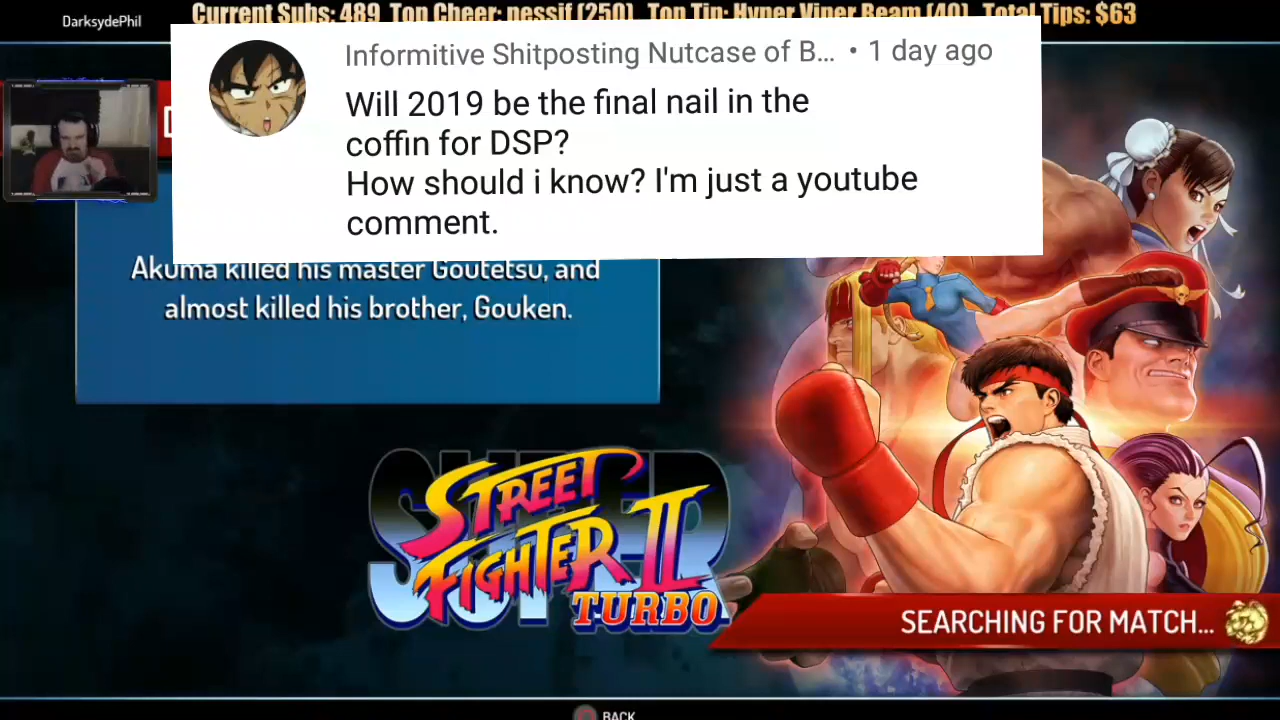 DarksydePhil
Current Subs: 489 Top Cheer: nessif (250) Top Tip: Hyper Viper Beam (40) Total Tips: $63
Informitive Shitposting Nutcase of B... • 1 day ago
Will 2019 be the final nail in the
coffin for DSP?
How should i know? I'm just a youtube
comment.
Akuma killed his master Goutetsu, and
almost killed his brother, Gouken.
SUPER
STREET
FIGHTER II
TURBO
SEARCHING FOR MATCH...
BACK